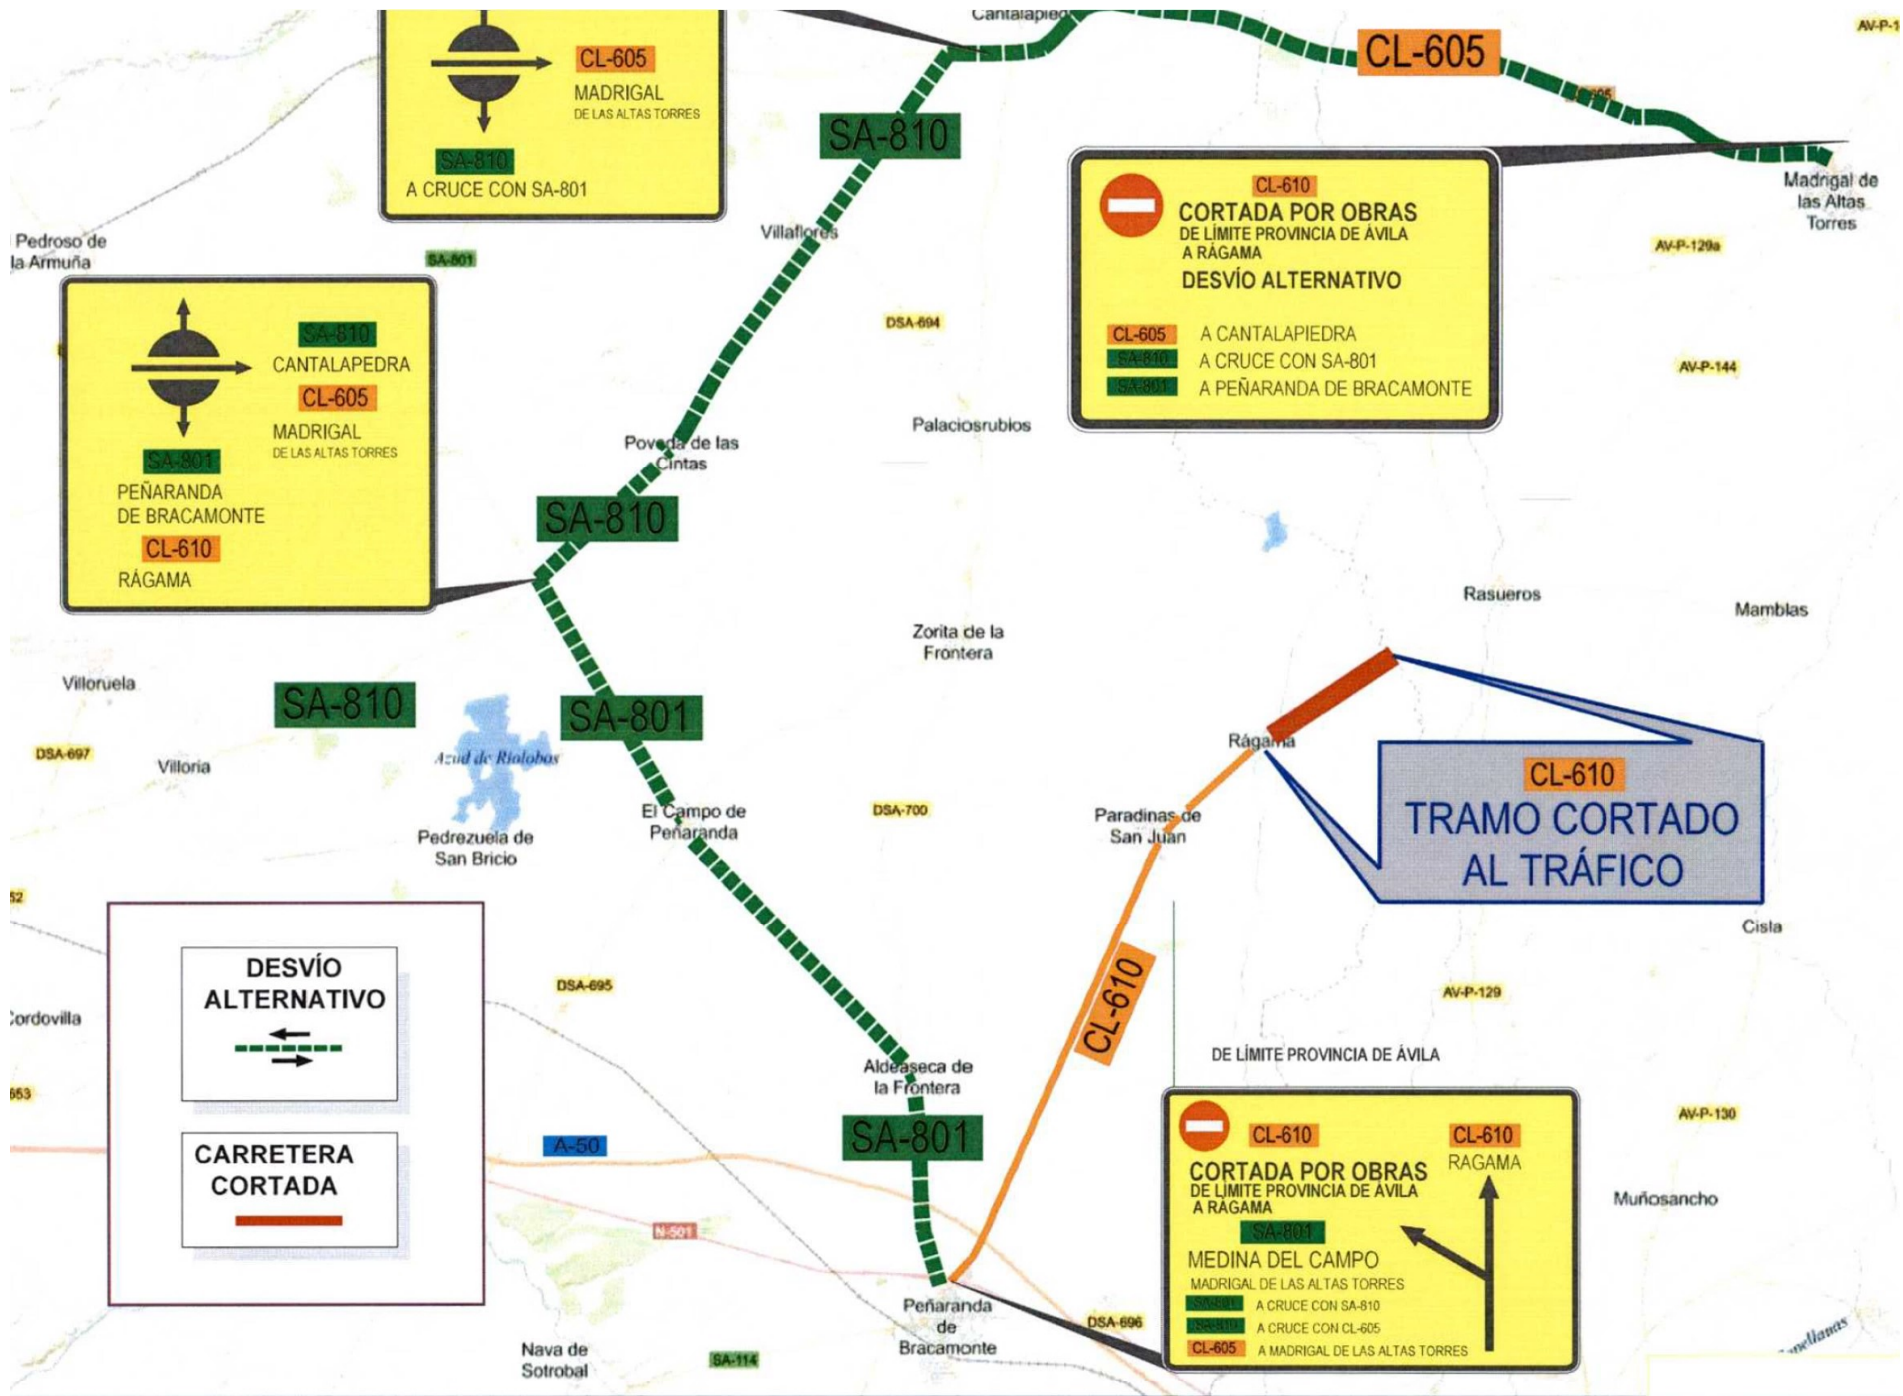 Cantalapied
CL-605
AV-P-1
CL-605
MADRIGAL
DE LAS ALTAS TORRES
SA-810
A CRUCE CON SA-801
SA-810
CL-610
CORTADA POR OBRAS
DE LÍMITE PROVINCIA DE ÁVILA
A RÁGAMA
DESVÍO ALTERNATIVO
CL-605 A CANTALAPIEDRA
SA-810 A CRUCE CON SA-801
SA-801 A PEÑARANDA DE BRACAMONTE
Madrigal de
las Altas
Torres
Pedroso de
la Armuña
SA-801
Villaflores
AV-P-129a
DSA-694
AV-P-144
SA-810
CANTALAPEDRA
CL-605
MADRIGAL
DE LAS ALTAS TORRES
SA-801
PEÑARANDA
DE BRACAMONTE
CL-610
RÁGAMA
Palaciosrubios
Poveda de las
Cintas
SA-810
Rasueros
Mamblas
Zorita de la
Frontera
Villoruela
SA-810
SA-801
DSA-697
Villoria
Azud de Riolobos
Rágama
CL-610
TRAMO CORTADO
AL TRÁFICO
El Campo de
Peñaranda
DSA-700
Paradinas de
San Juan
Pedrezuela de
San Bricio
52
Cisla
DESVÍO
ALTERNATIVO
DSA-695
CL-610
AV-P-129
Cordovilla
DE LÍMITE PROVINCIA DE ÁVILA
Aldeaseca de
la Frontera
653
CARRETERA
CORTADA
A-50
SA-801
AV-P-130
CL-610
CORTADA POR OBRAS
DE LÍMITE PROVINCIA DE ÁVILA
A RÁGAMA
SA-801
MEDINA DEL CAMPO
MADRIGAL DE LAS ALTAS TORRES
SA-801 A CRUCE CON SA-810
SA-810 A CRUCE CON CL-605
CL-605 A MADRIGAL DE LAS ALTAS TORRES
CL-610
RAGAMA
Muñosancho
N-501
Peñaranda
de
Bracamonte
DSA-696
Nava de
Sotrobal
SA-114